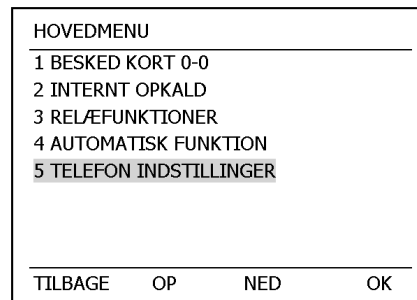 HOVEDMENU
1 BESKED KORT 0-0
2 INTERNT OPKALD
3 RELÆFUNKTIONER
4 AUTOMATISK FUNKTION
5 TELEFON INDSTILLINGER
TILBAGE OP NED OK